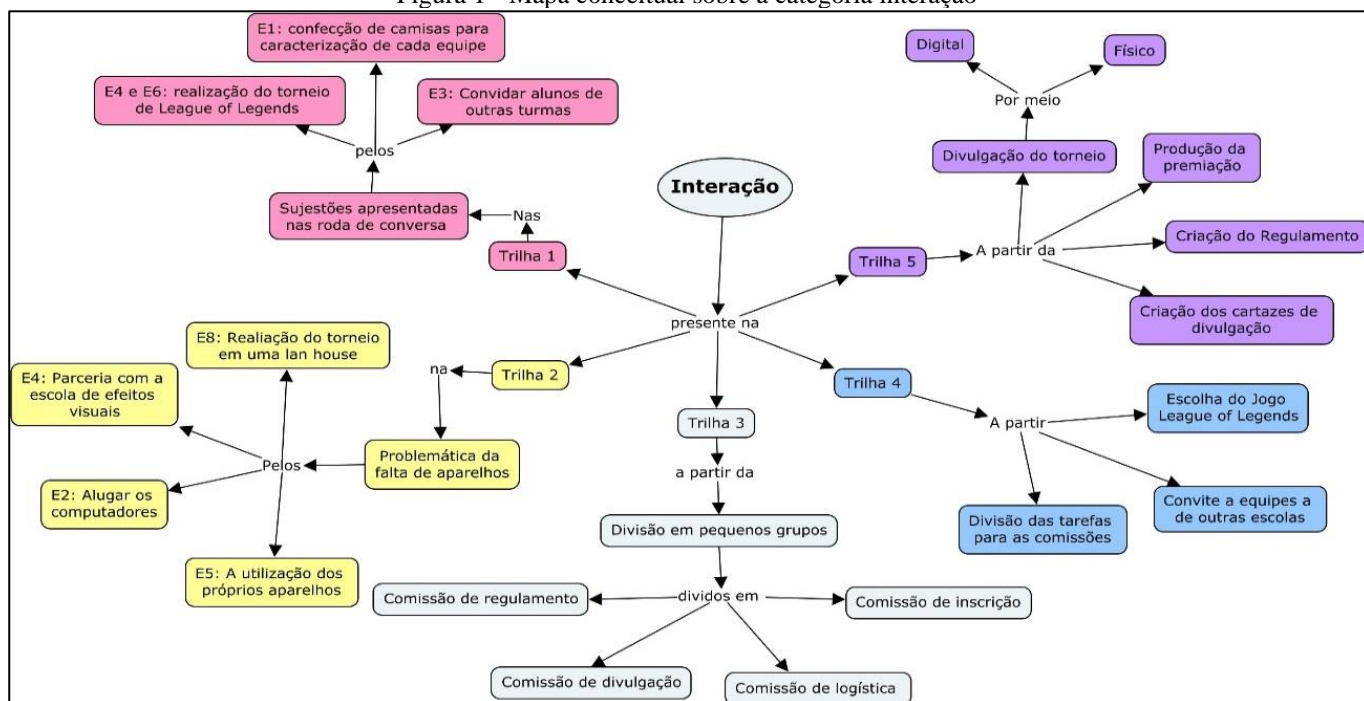 Figura 1 – Mapa conceitual sobre a categoria interação
E1: confecção de camisas para
caracterização de cada equipe
E4 e E6: realização do torneio
de League of Legends
E3: Convidar alunos de
outras turmas
pelos
Sujestões apresentadas
nas roda de conversa
Nas
Trilha 1
Interação
presente na
Digital
Físico
Por meio
Divulgação do torneio
Produção da
premiação
Trilha 5
A partir da
Criação do Regulamento
Criação dos cartazes de
divulgação
E8: Realiação do torneio
em uma lan house
E4: Parceria com a
escola de efeitos
visuais
na
Trilha 2
Pelos
Problemática da
falta de aparelhos
E2: Alugar os
computadores
E5: A utilização dos
próprios aparelhos
Trilha 3
a partir da
Divisão em pequenos grupos
dividos em
Comissão de regulamento
Comissão de inscrição
Comissão de divulgação
Comissão de logística
Trilha 4
A partir
Escolha do Jogo
League of Legends
Divisão das tarefas
para as comissões
Convite a equipes a
de outras escolas